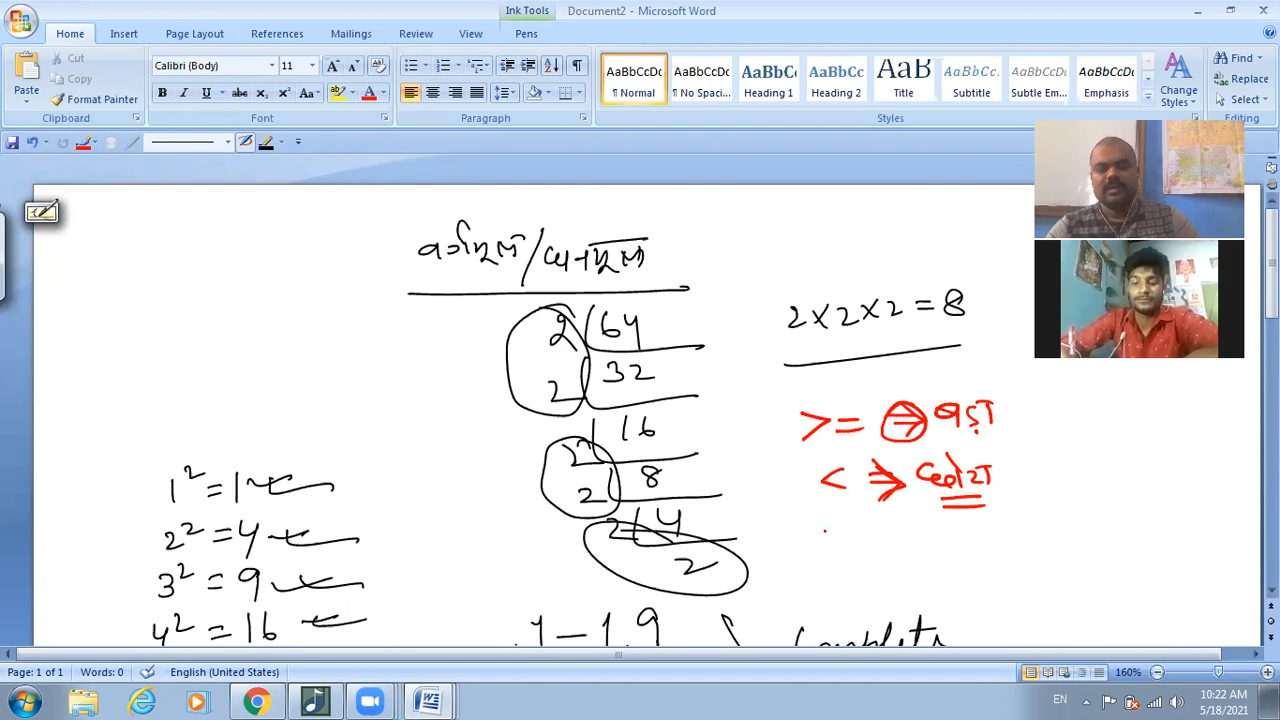 Ink Tools
Document2 - Microsoft Word
Home Insert Page Layout References Mailings Review View Pens
Cut
Copy
Paste
Format Painter
Clipboard
Calibri (Body) 11
Font
Paragraph
AaBbCcDc AaBbCcDc AaBbCc AaBbCc AaB AaBbCc. AaBbCcDc AaBbCcDc
¶ Normal ¶ No Spaci... Heading 1 Heading 2 Title Subtitle Subtle Em... Emphasis
Styles
Change Styles
Find
Replace
Select
Editing
2 64
2 32
2 16
2 8
2 4
2
2 × 2 × 2 = 8
>= ⇒
< ⇒
1² = 1
2² = 4
3² = 9
4² = 16
Page: 1 of 1 Words: 0 English (United States) 160%
EN 10:22 AM
5/18/2021